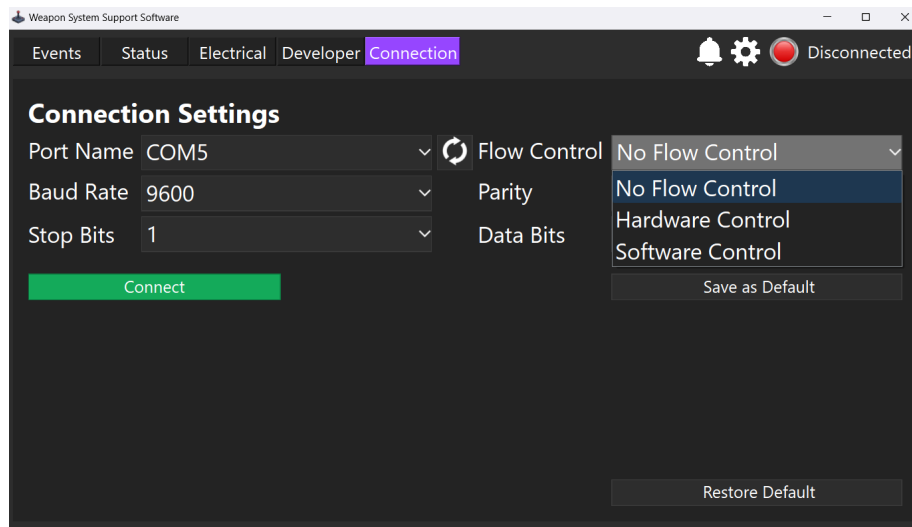 Weapon System Support Software
Events Status Electrical Developer Connection Disconnected
Connection Settings
Port Name COM5 Flow Control No Flow Control
Baud Rate 9600 Parity No Flow Control
Hardware Control
Stop Bits 1 Data Bits
Software Control
Connect Save as Default
Restore Default